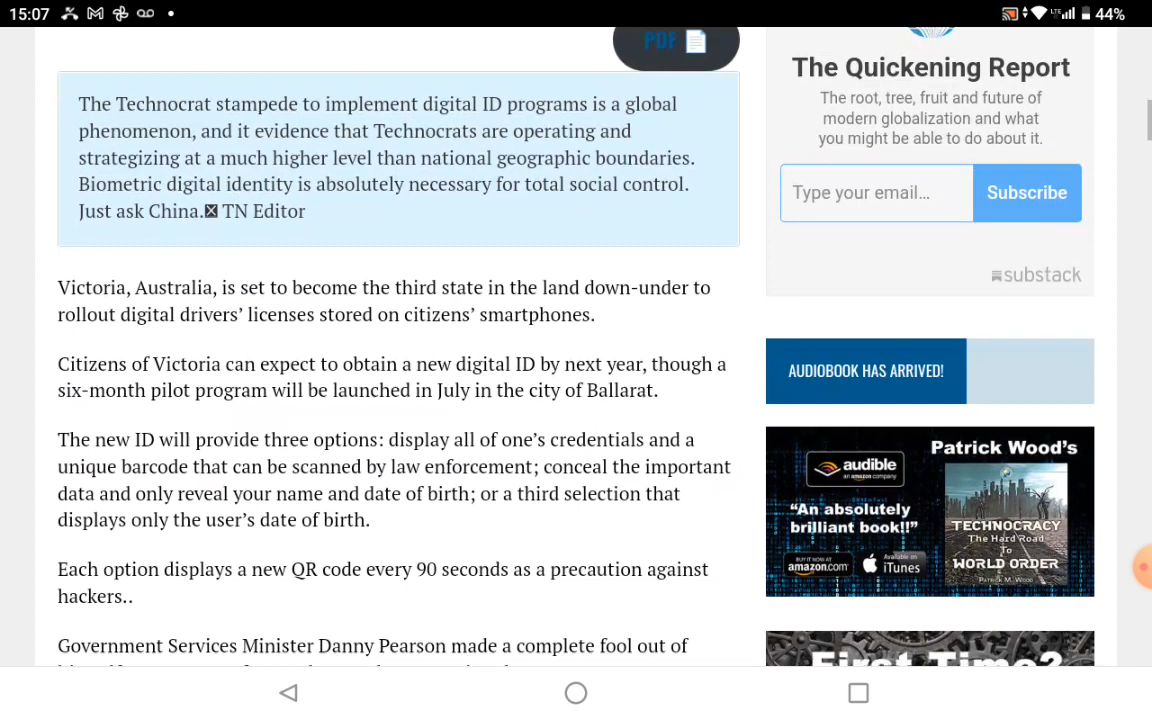 15:07
LTE 44%
PDF
The Technocrat stampede to implement digital ID programs is a global
phenomenon, and it evidence that Technocrats are operating and
strategizing at a much higher level than national geographic boundaries.
Biometric digital identity is absolutely necessary for total social control.
Just ask China. TN Editor
Victoria, Australia, is set to become the third state in the land down-under to
rollout digital drivers’ licenses stored on citizens’ smartphones.
Citizens of Victoria can expect to obtain a new digital ID by next year, though a
six-month pilot program will be launched in July in the city of Ballarat.
The new ID will provide three options: display all of one’s credentials and a
unique barcode that can be scanned by law enforcement; conceal the important
data and only reveal your name and date of birth; or a third selection that
displays only the user’s date of birth.
Each option displays a new QR code every 90 seconds as a precaution against
hackers..
Government Services Minister Danny Pearson made a complete fool out of
The Quickening Report
The root, tree, fruit and future of
modern globalization and what
you might be able to do about it.
Type your email…
Subscribe
substack
AUDIOBOOK HAS ARRIVED!
Patrick Wood's
audible
an amazon company
“An absolutely
brilliant book!!”
BUY IT NOW AT
amazon.com
Available on
iTunes
TECHNOCRACY
The Hard Road
To
WORLD ORDER
Patrick M. Wood
First Time?